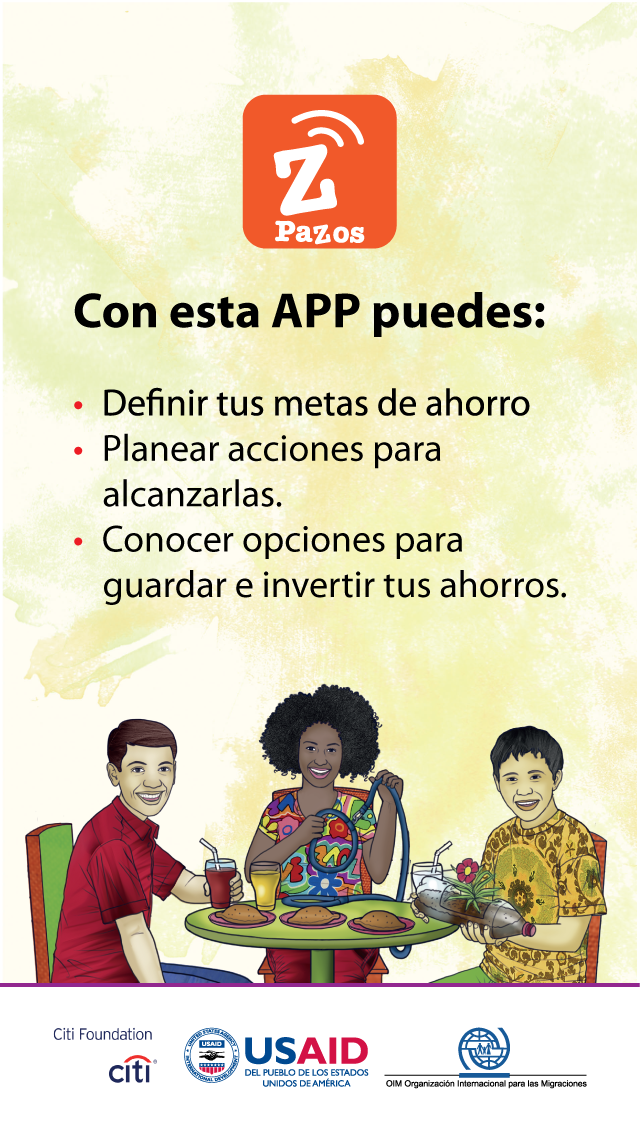 Z
PaZos
Con esta APP puedes:
• Definir tus metas de ahorro
• Planear acciones para
alcanzarlas.
• Conocer opciones para
guardar e invertir tus ahorros.
Citi Foundation
citi®
UNITED STATES AGENCY
INTERNATIONAL DEVELOPMENT
USAID
DEL PUEBLO DE LOS ESTADOS
UNIDOS DE AMÉRICA
OIM Organización Internacional para las Migraciones